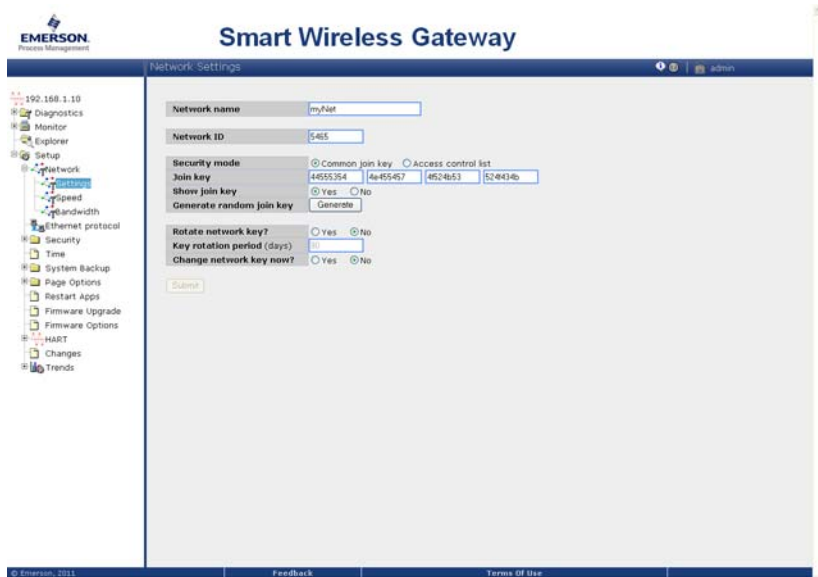 EMERSON
Process Management
Smart Wireless Gateway
Network Settings
admin
192.168.1.10
Diagnostics
Monitor
Explorer
Setup
Network
Settings
Speed
Bandwidth
Ethernet protocol
Security
Time
System Backup
Page Options
Restart Apps
Firmware Upgrade
Firmware Options
HART
Changes
Trends
Network name myNet
Network ID 5465
Security mode Common join key Access control list
Join key 44555354 4e455457 4f524b53 524f434b
Show join key Yes No
Generate random join key Generate
Rotate network key? Yes No
Key rotation period (days) 90
Change network key now? Yes No
Submit
© Emerson, 2011 Feedback Terms Of Use